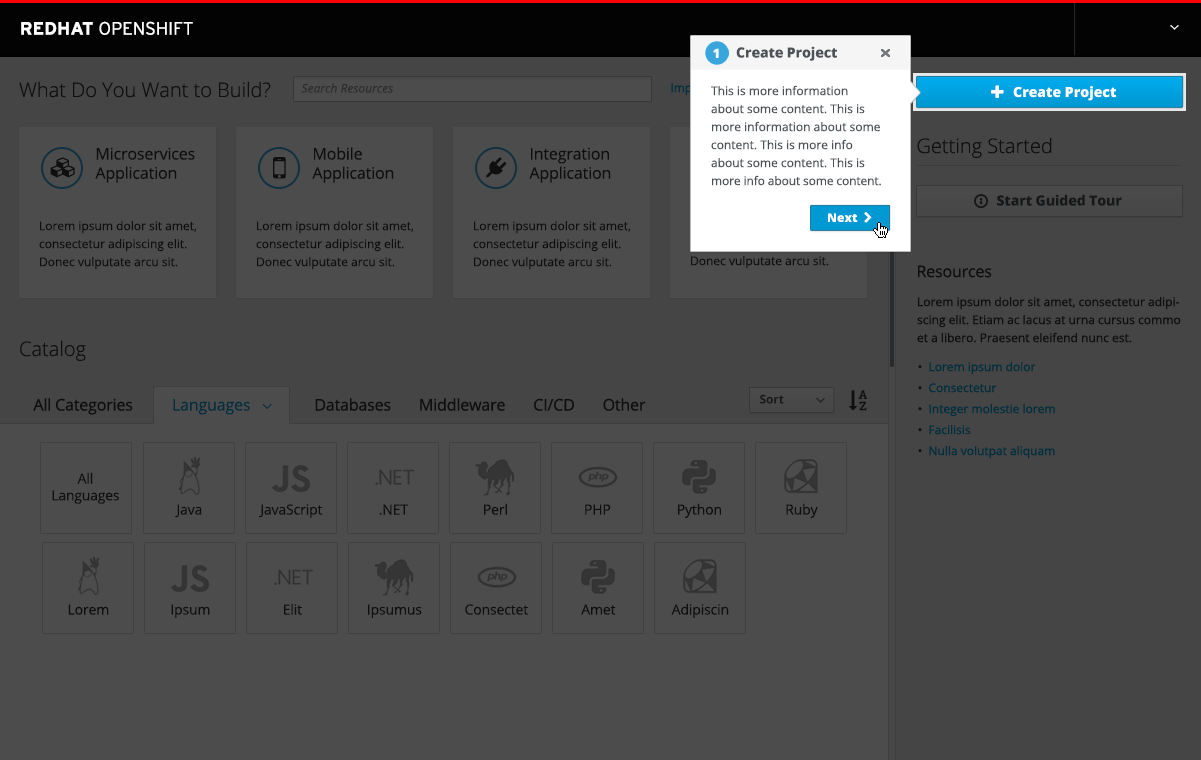 REDHAT OPENSHIFT
1 Create Project
This is more information
about some content. This is
more information about some
content. This is more info
about some content. This is
more info about some content.
Next
What Do You Want to Build?
Search Resources
Imp
Create Project
Microservices
Application
Lorem ipsum dolor sit amet,
consectetur adipiscing elit.
Donec vulputate arcu sit.
Mobile
Application
Lorem ipsum dolor sit amet,
consectetur adipiscing elit.
Donec vulputate arcu sit.
Integration
Application
Lorem ipsum dolor sit amet,
consectetur adipiscing elit.
Donec vulputate arcu sit.
Donec vulputate arcu sit.
Getting Started
Start Guided Tour
Resources
Lorem ipsum dolor sit amet, consectetur adipi-
scing elit. Etiam ac lacus at urna cursus commo
et a libero. Praesent eleifend nunc est.
• Lorem ipsum dolor
• Consectetur
• Integer molestie lorem
• Facilisis
• Nulla volutpat aliquam
Catalog
All Categories Languages Databases Middleware CI/CD Other
Sort
A
Z
All
Languages
Java
JS
JavaScript
.NET
.NET
Perl
php
PHP
Python
Ruby
Lorem
JS
Ipsum
.NET
Elit
Ipsumus
php
Consectet
Amet
Adipiscin